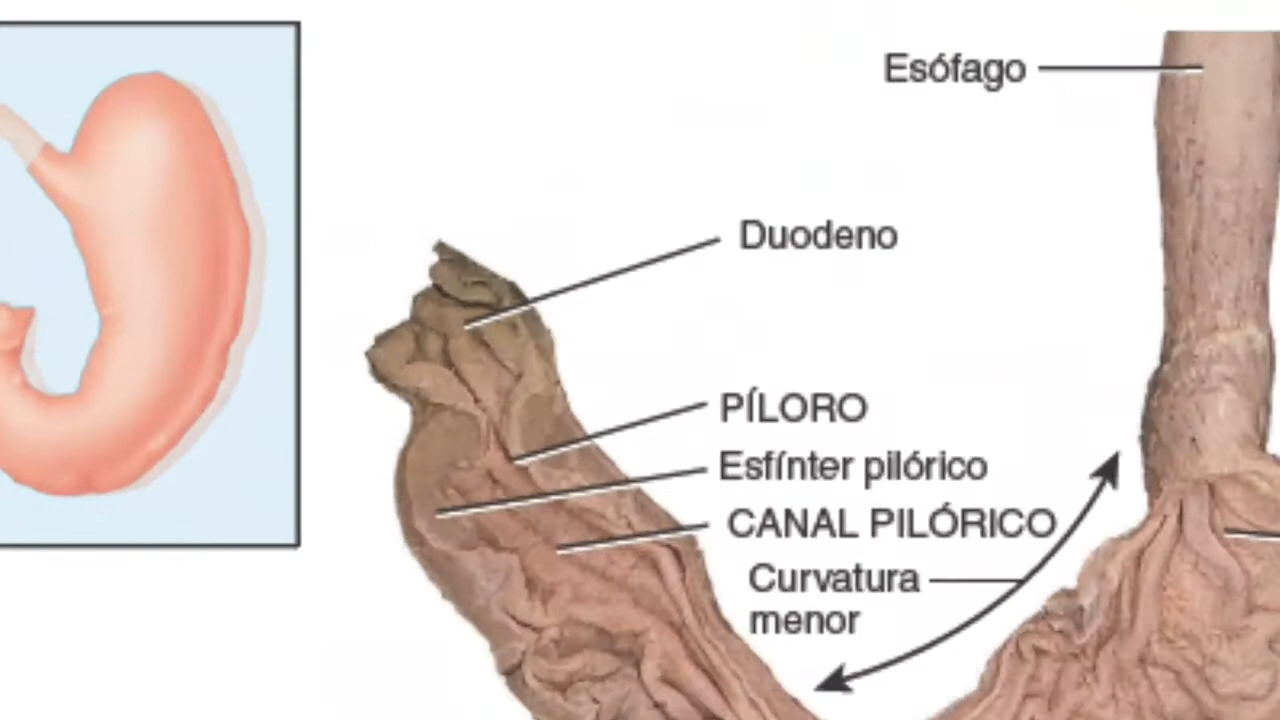 Esófago
Duodeno
PÍLORO
Esfínter pilórico
CANAL PILÓRICO
Curvatura
menor